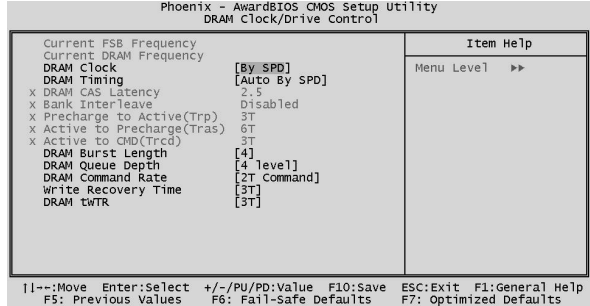 Phoenix - AwardBIOS CMOS Setup Utility
DRAM Clock/Drive Control
Current FSB Frequency
Current DRAM Frequency
DRAM Clock [By SPD]
DRAM Timing [Auto By SPD]
x DRAM CAS Latency 2.5
x Bank Interleave Disabled
x Precharge to Active(Trp) 3T
x Active to Precharge(Tras) 6T
x Active to CMD(Trcd) 3T
DRAM Burst Length [4]
DRAM Queue Depth [4 level]
DRAM Command Rate [2T Command]
Write Recovery Time [3T]
DRAM tWTR [3T]
Item Help
Menu Level ▸▸
↑↓→←:Move Enter:Select +/-/PU/PD:Value F10:Save ESC:Exit F1:General Help
F5: Previous Values F6: Fail-Safe Defaults F7: Optimized Defaults